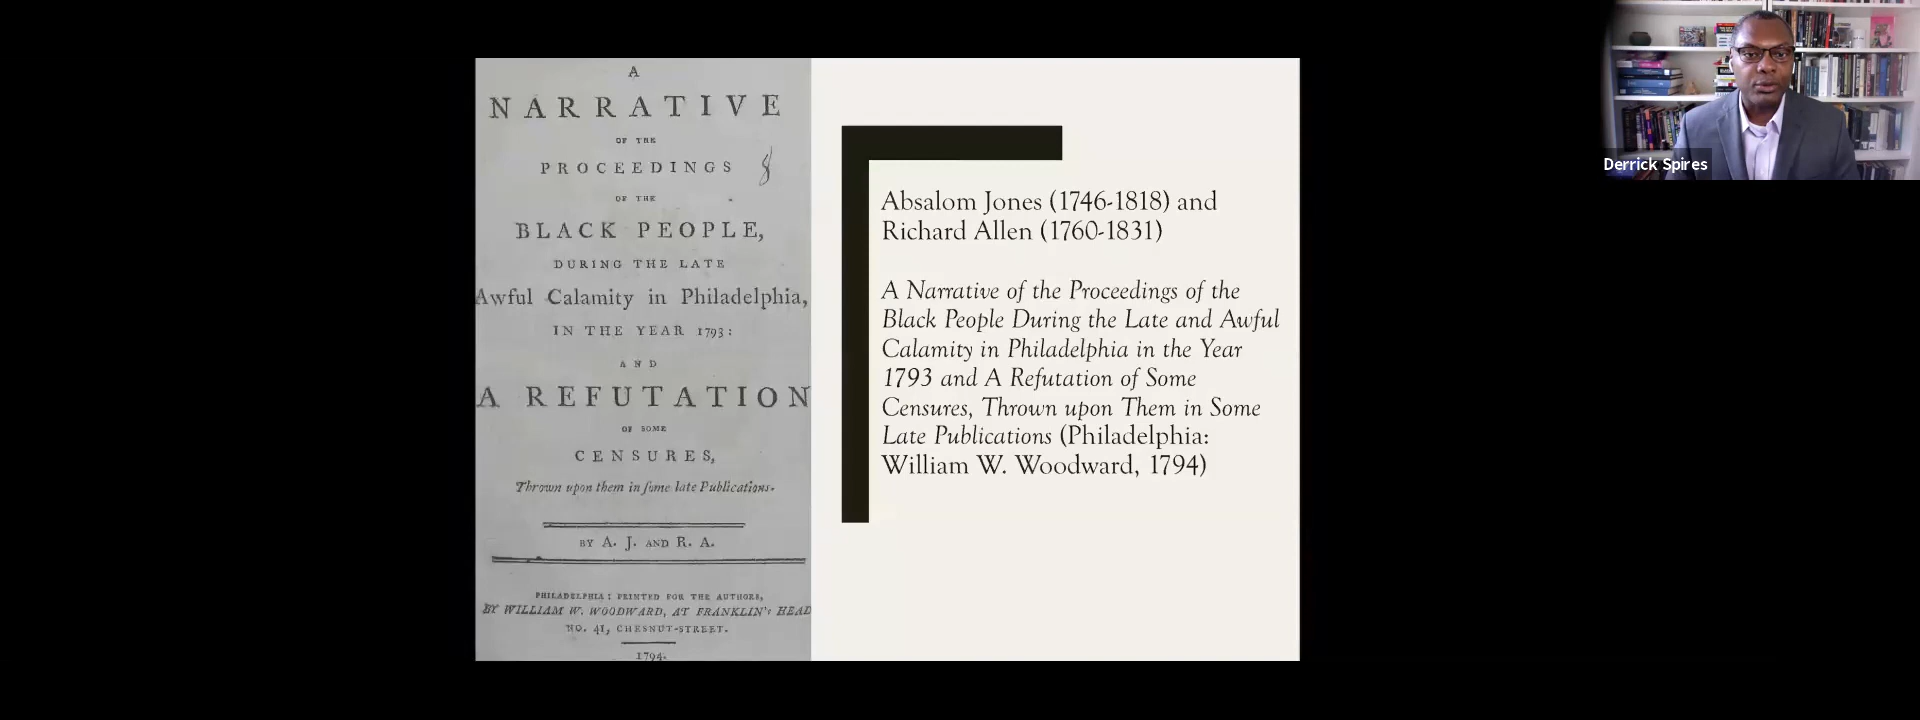 A
NARRATIVE
OF THE
PROCEEDINGS
OF THE
BLACK PEOPLE,
DURING THE LATE
Awful Calamity in Philadelphia,
IN THE YEAR 1793:
AND
A REFUTATION
OF SOME
CENSURES,
Thrown upon them in ſome late Publications.
BY A. J. AND R. A.
PHILADELPHIA: PRINTED FOR THE AUTHORS,
BY WILLIAM W. WOODWARD, AT FRANKLIN's HEAD
NO. 41, CHESNUT-STREET.
1794.
Absalom Jones (1746-1818) and
Richard Allen (1760-1831)
A Narrative of the Proceedings of the
Black People During the Late and Awful
Calamity in Philadelphia in the Year
1793 and A Refutation of Some
Censures, Thrown upon Them in Some
Late Publications (Philadelphia:
William W. Woodward, 1794)
Derrick Spires